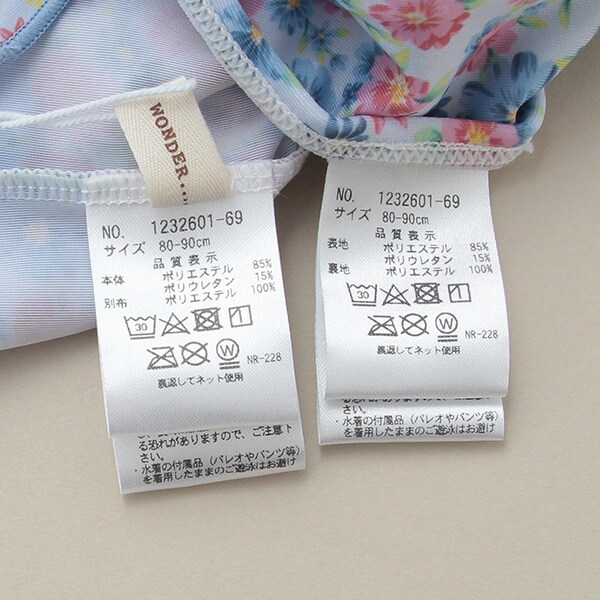 WONDER
NO. 1232601-69
サイズ 80-90cm
品質表示
本体 ポリエステル 85%
ポリウレタン 15%
別布 ポリエステル 100%
30
W
NR-228
裏返してネット使用
る恐れがありますので、ご注意下
さい。
・水着の付属品（パレオやパンツ等）
を着用したままのご遊泳はお避け
NO. 1232601-69
サイズ 80-90cm
品質表示
表地 ポリエステル 85%
ポリウレタン 15%
裏地 ポリエステル 100%
30
W
NR-228
裏返してネット使用
さい。
・水着の付属品（パレオやパンツ等）
を着用したままのご遊泳はお避け